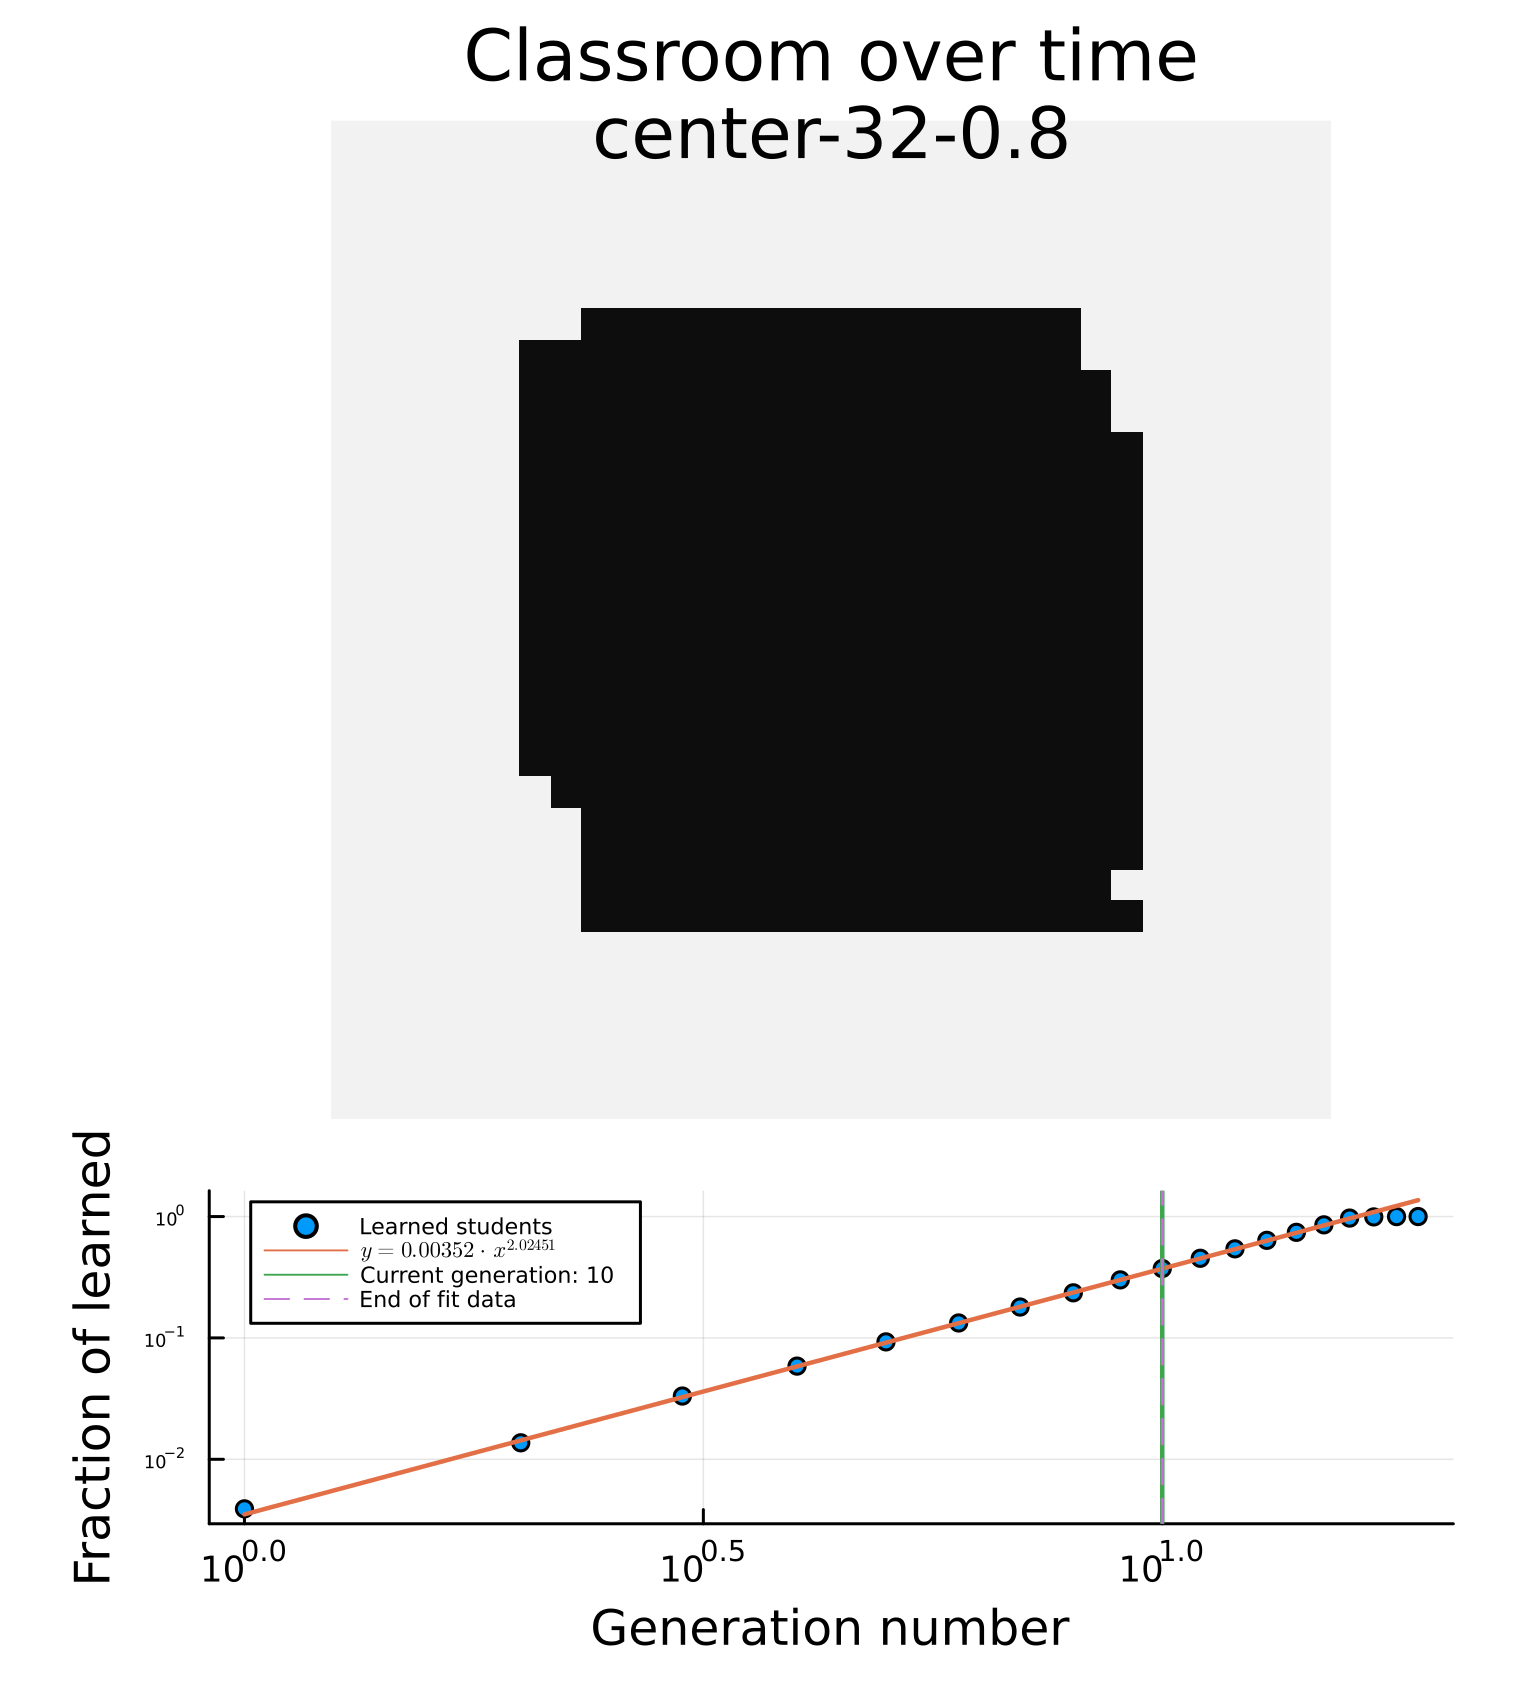 Classroom over time
center-32-0.8
Fraction of learned
10⁰
10⁻¹
10⁻²
Learned students
y = 0.00352 · x^2.02451
Current generation: 10
End of fit data
10^0.0
10^0.5
10^1.0
Generation number